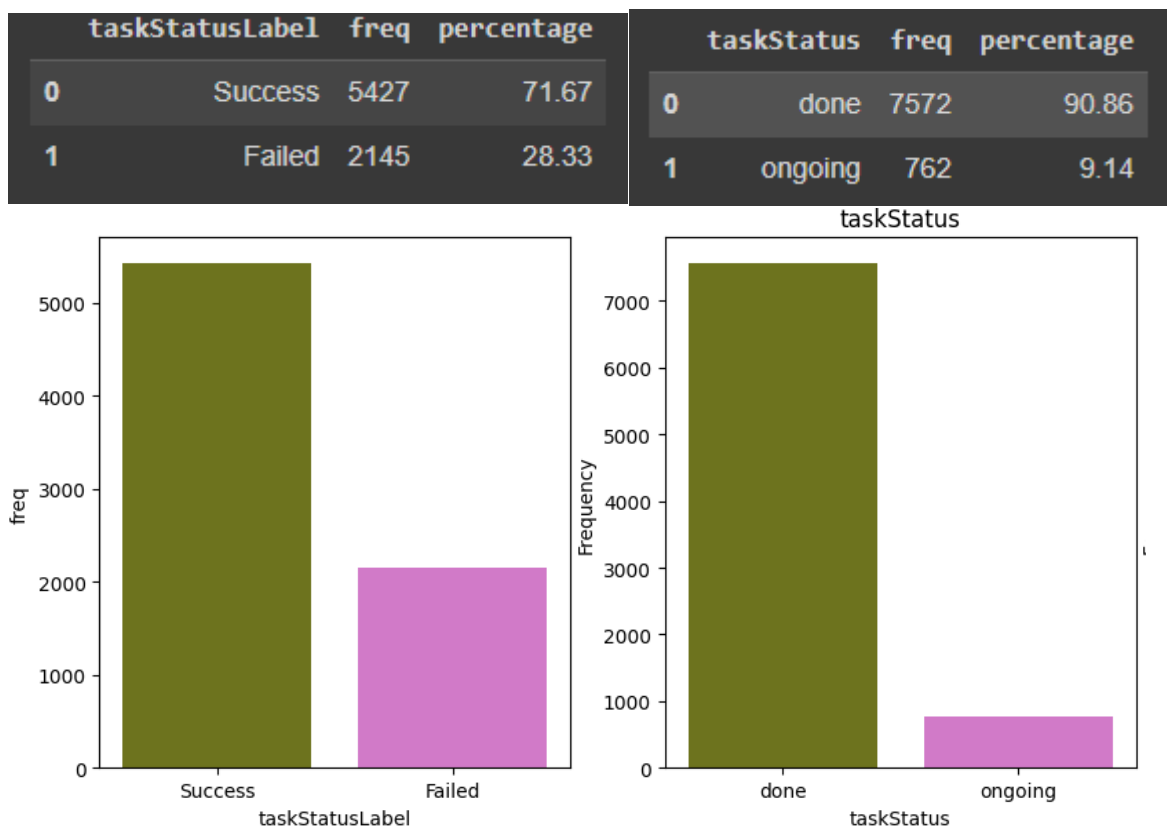 taskStatusLabel freq percentage
0 Success 5427 71.67
1 Failed 2145 28.33
taskStatus freq percentage
0 done 7572 90.86
1 ongoing 762 9.14
freq
5000
4000
3000
2000
1000
0
Success Failed
taskStatusLabel
taskStatus
Frequency
7000
6000
5000
4000
3000
2000
1000
0
done ongoing
taskStatus